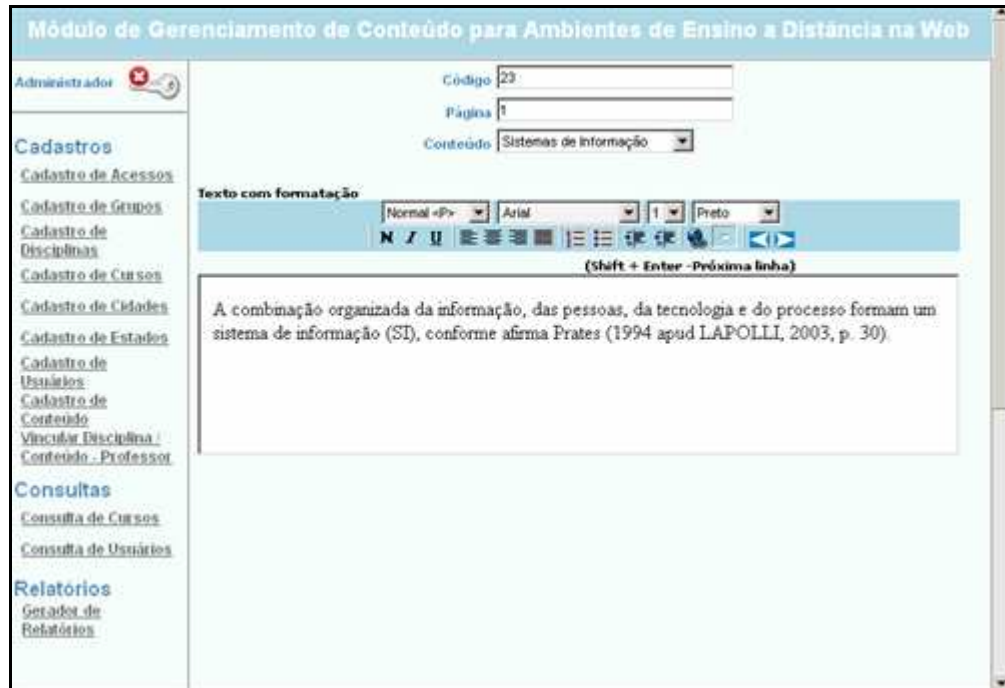 Módulo de Gerenciamento de Conteúdo para Ambientes de Ensino a Distância na Web
Administrador
Código 23
Página 1
Conteúdo Sistemas de Informação
Cadastros
Cadastro de Acessos
Cadastro de Grupos
Cadastro de
Disciplinas
Cadastro de Cursos
Cadastro de Cidades
Cadastro de Estados
Cadastro de
Usuários
Cadastro de
Conteúdo
Vincular Disciplina /
Conteúdo - Professor
Consultas
Consulta de Cursos
Consulta de Usuários
Relatórios
Gerador de
Relatórios
Texto com formatação
Normal <P> Arial 1 Preto
N I U
(Shift + Enter -Próxima linha)
A combinação organizada da informação, das pessoas, da tecnologia e do processo formam um
sistema de informação (SI), conforme afirma Prates (1994 apud LAPOLLI, 2003, p. 30).